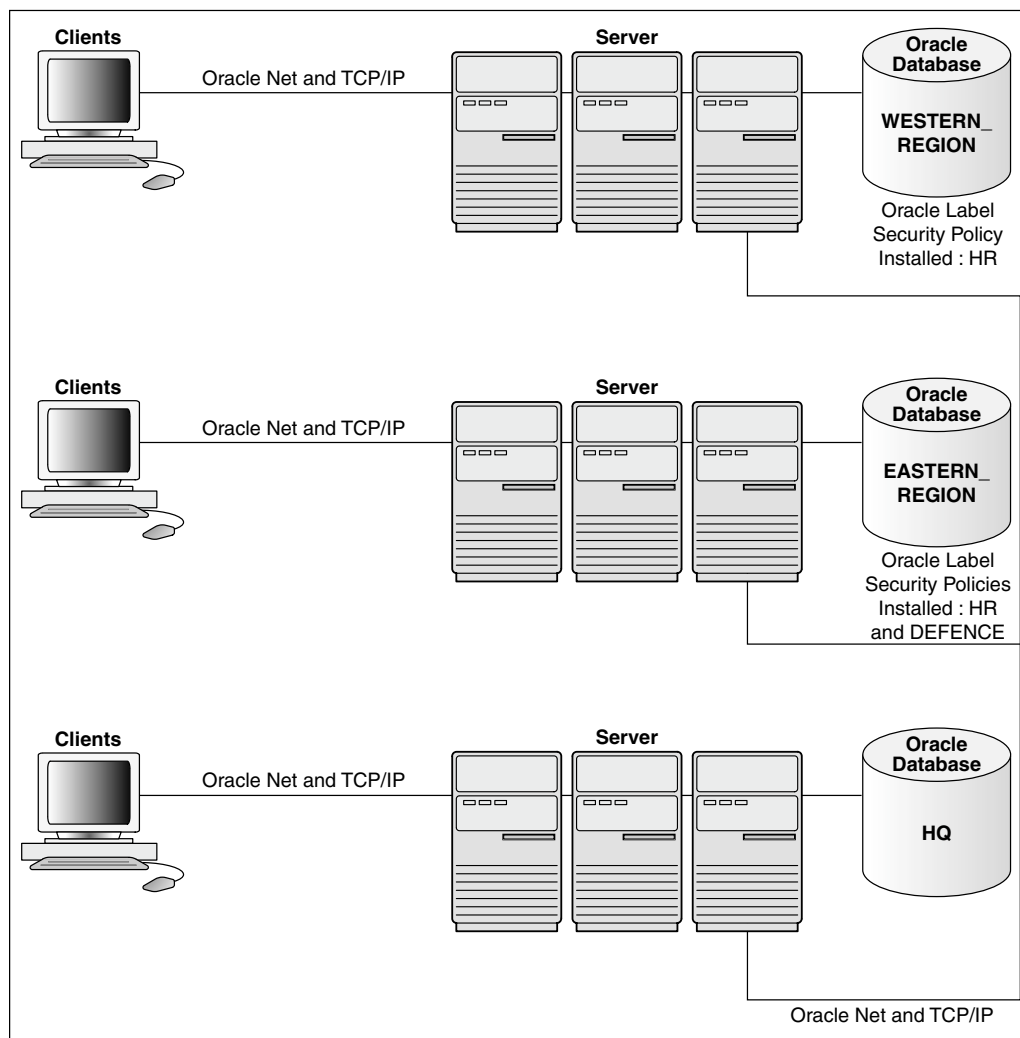 Clients
Server
Oracle
Database
Oracle Net and TCP/IP
WESTERN_
REGION
Oracle Label
Security Policy
Installed : HR
Clients
Server
Oracle
Database
Oracle Net and TCP/IP
EASTERN_
REGION
Oracle Label
Security Policies
Installed : HR
and DEFENCE
Clients
Server
Oracle
Database
Oracle Net and TCP/IP
HQ
Oracle Net and TCP/IP